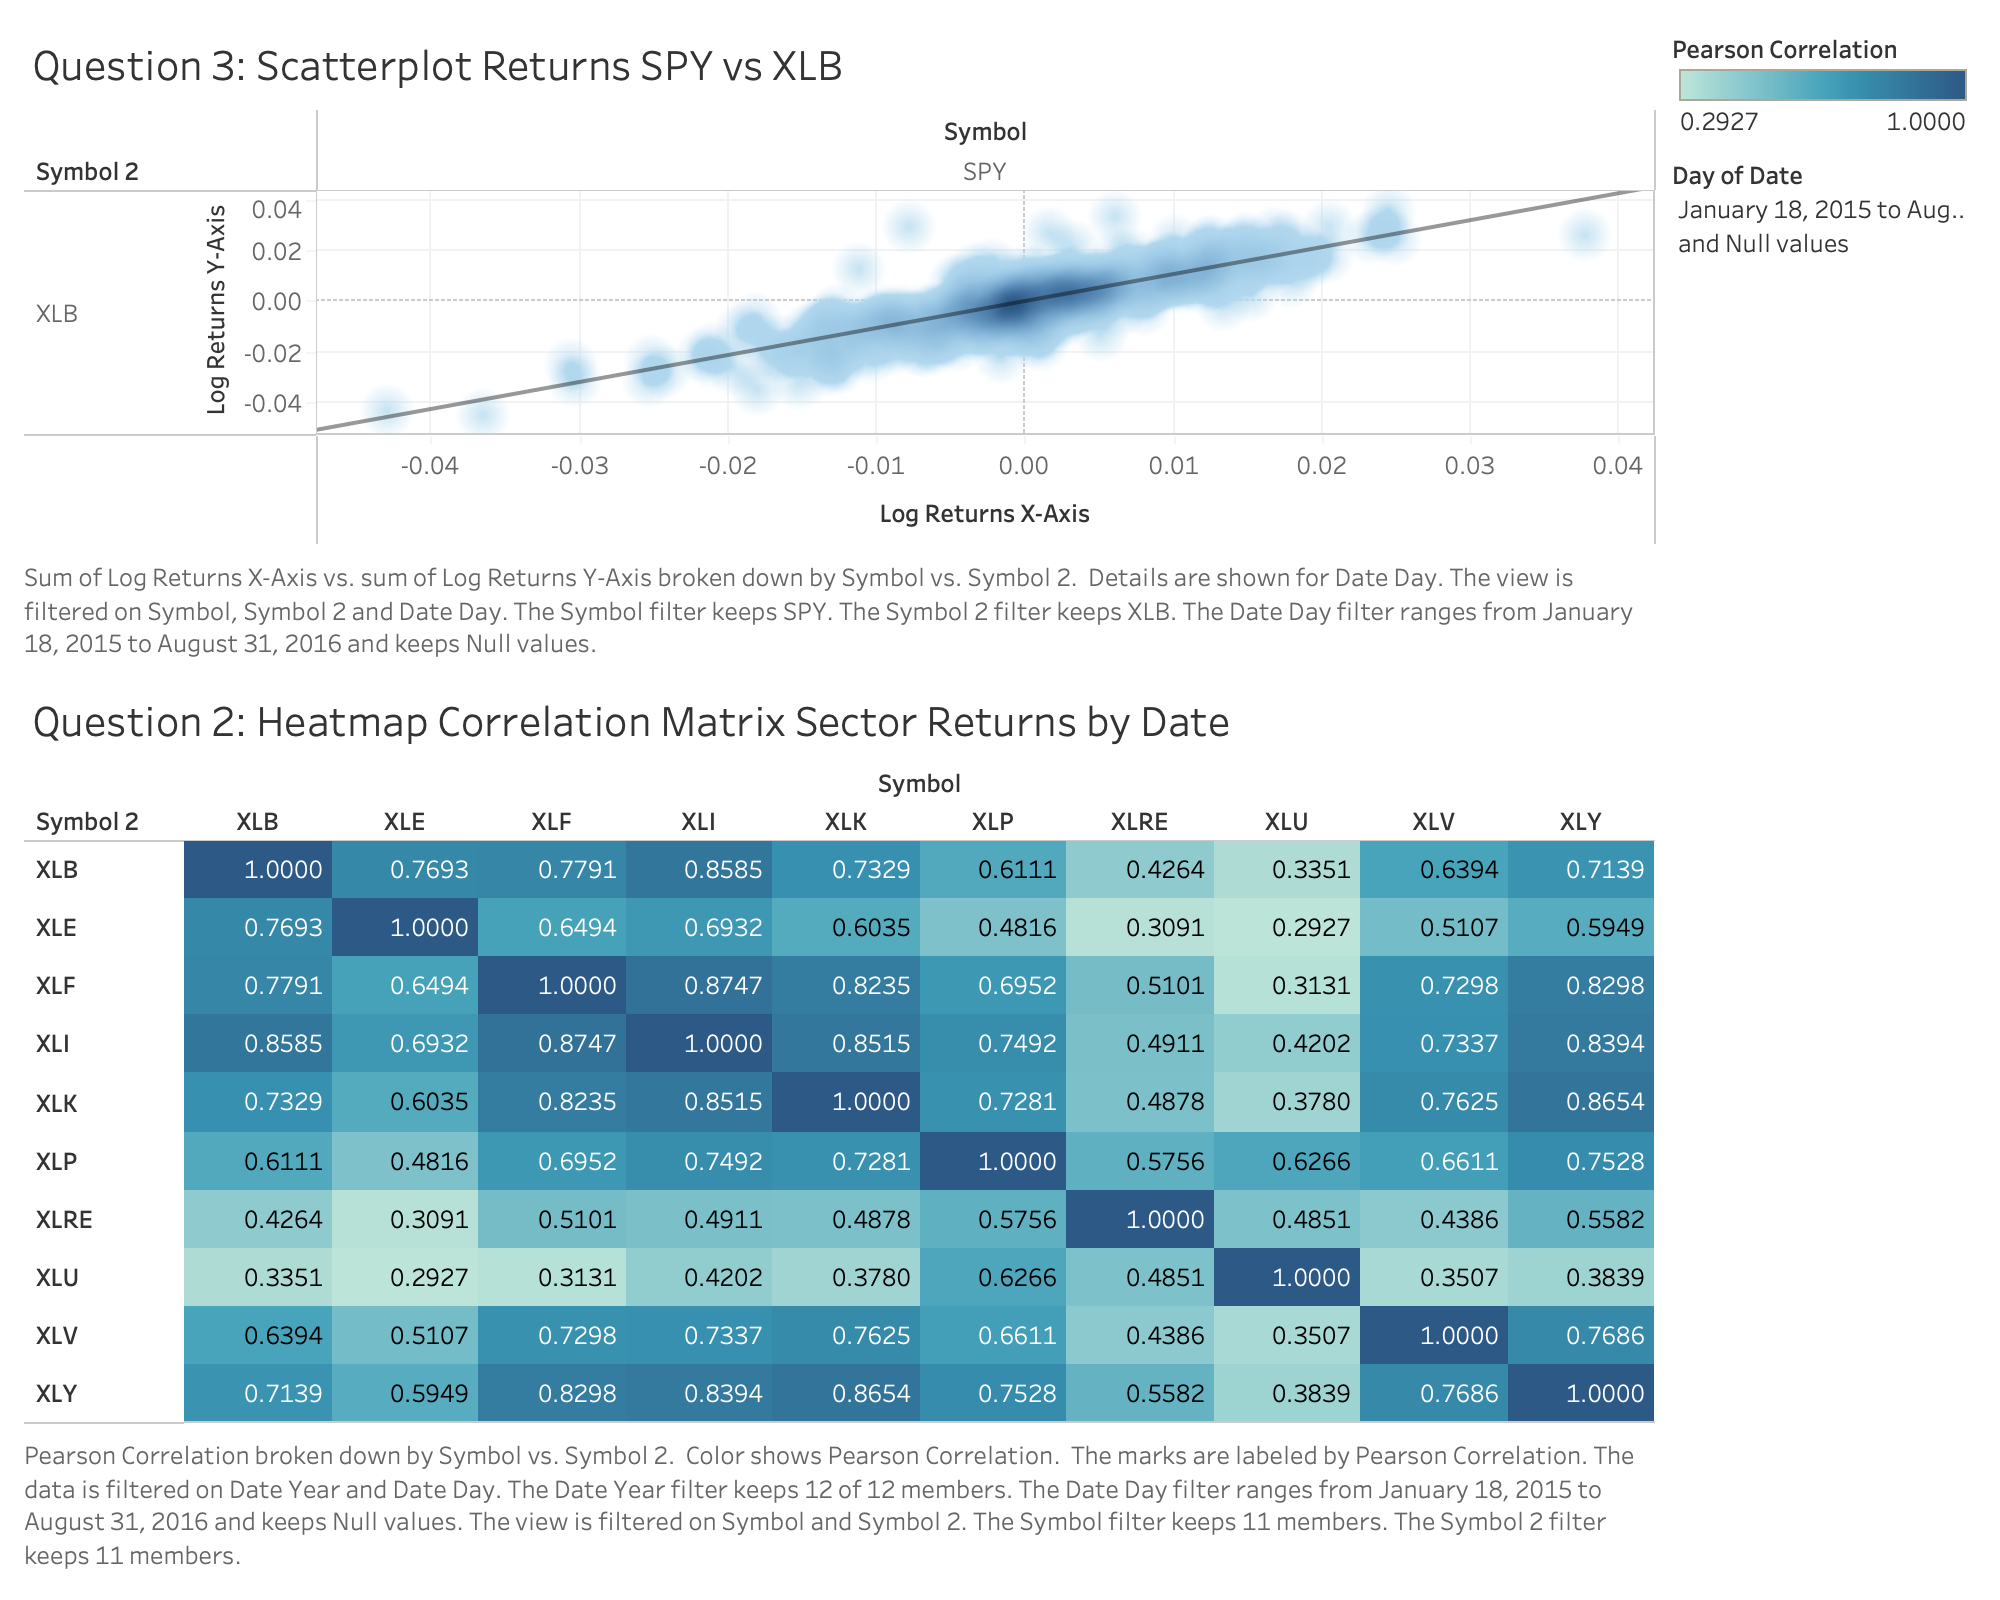 Question 3: Scatterplot Returns SPY vs XLB
Pearson Correlation
0.2927 1.0000
Day of Date
January 18, 2015 to Aug..
and Null values
Symbol
Symbol 2 SPY
XLB
Log Returns Y-Axis
0.04
0.02
0.00
-0.02
-0.04
-0.04 -0.03 -0.02 -0.01 0.00 0.01 0.02 0.03 0.04
Log Returns X-Axis
Sum of Log Returns X-Axis vs. sum of Log Returns Y-Axis broken down by Symbol vs. Symbol 2. Details are shown for Date Day. The view is
filtered on Symbol, Symbol 2 and Date Day. The Symbol filter keeps SPY. The Symbol 2 filter keeps XLB. The Date Day filter ranges from January
18, 2015 to August 31, 2016 and keeps Null values.
Question 2: Heatmap Correlation Matrix Sector Returns by Date
Symbol
Symbol 2 XLB XLE XLF XLI XLK XLP XLRE XLU XLV XLY
XLB 1.0000 0.7693 0.7791 0.8585 0.7329 0.6111 0.4264 0.3351 0.6394 0.7139
XLE 0.7693 1.0000 0.6494 0.6932 0.6035 0.4816 0.3091 0.2927 0.5107 0.5949
XLF 0.7791 0.6494 1.0000 0.8747 0.8235 0.6952 0.5101 0.3131 0.7298 0.8298
XLI 0.8585 0.6932 0.8747 1.0000 0.8515 0.7492 0.4911 0.4202 0.7337 0.8394
XLK 0.7329 0.6035 0.8235 0.8515 1.0000 0.7281 0.4878 0.3780 0.7625 0.8654
XLP 0.6111 0.4816 0.6952 0.7492 0.7281 1.0000 0.5756 0.6266 0.6611 0.7528
XLRE 0.4264 0.3091 0.5101 0.4911 0.4878 0.5756 1.0000 0.4851 0.4386 0.5582
XLU 0.3351 0.2927 0.3131 0.4202 0.3780 0.6266 0.4851 1.0000 0.3507 0.3839
XLV 0.6394 0.5107 0.7298 0.7337 0.7625 0.6611 0.4386 0.3507 1.0000 0.7686
XLY 0.7139 0.5949 0.8298 0.8394 0.8654 0.7528 0.5582 0.3839 0.7686 1.0000
Pearson Correlation broken down by Symbol vs. Symbol 2. Color shows Pearson Correlation. The marks are labeled by Pearson Correlation. The
data is filtered on Date Year and Date Day. The Date Year filter keeps 12 of 12 members. The Date Day filter ranges from January 18, 2015 to
August 31, 2016 and keeps Null values. The view is filtered on Symbol and Symbol 2. The Symbol filter keeps 11 members. The Symbol 2 filter
keeps 11 members.